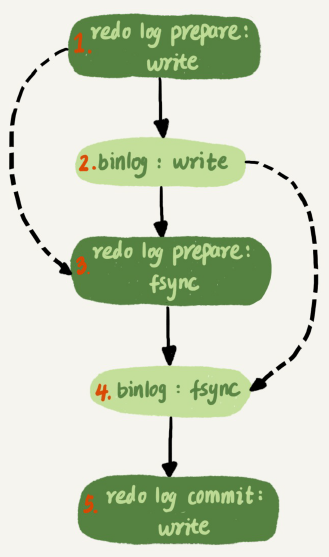 1. redo log prepare:
write
2. binlog : write
3. redo log prepare:
fsync
4. binlog : fsync
5. redo log commit:
write